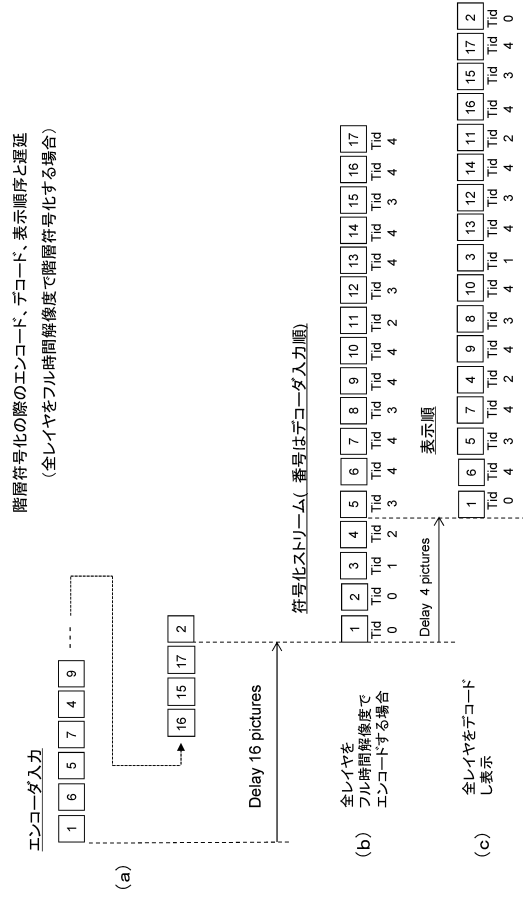 階層符号化の際のエンコード、デコード、表示順序と遅延
（全レイヤをフル時間解像度で階層符号化する場合）
エンコーダ入力
1 6 5 7 4 9
(a)
16 15 17 2
Delay 16 pictures
符号化ストリーム( 番号はデコーダ入力順)
(b)
全レイヤを
フル時間解像度で
エンコードする場合
1 2 3 4 5 6 7 8 9 10 11 12 13 14 15 16 17
Tid Tid Tid Tid Tid Tid Tid Tid Tid Tid Tid Tid Tid Tid Tid Tid Tid
0 0 1 2 3 4 4 3 4 4 2 3 4 4 3 4 4
Delay 4 pictures
表示順
(c)
全レイヤをデコード
し表示
1 6 5 7 4 9 8 10 3 13 12 14 11 16 15 17 2
Tid Tid Tid Tid Tid Tid Tid Tid Tid Tid Tid Tid Tid Tid Tid Tid Tid
0 4 3 4 2 4 3 4 1 4 3 4 2 4 3 4 0